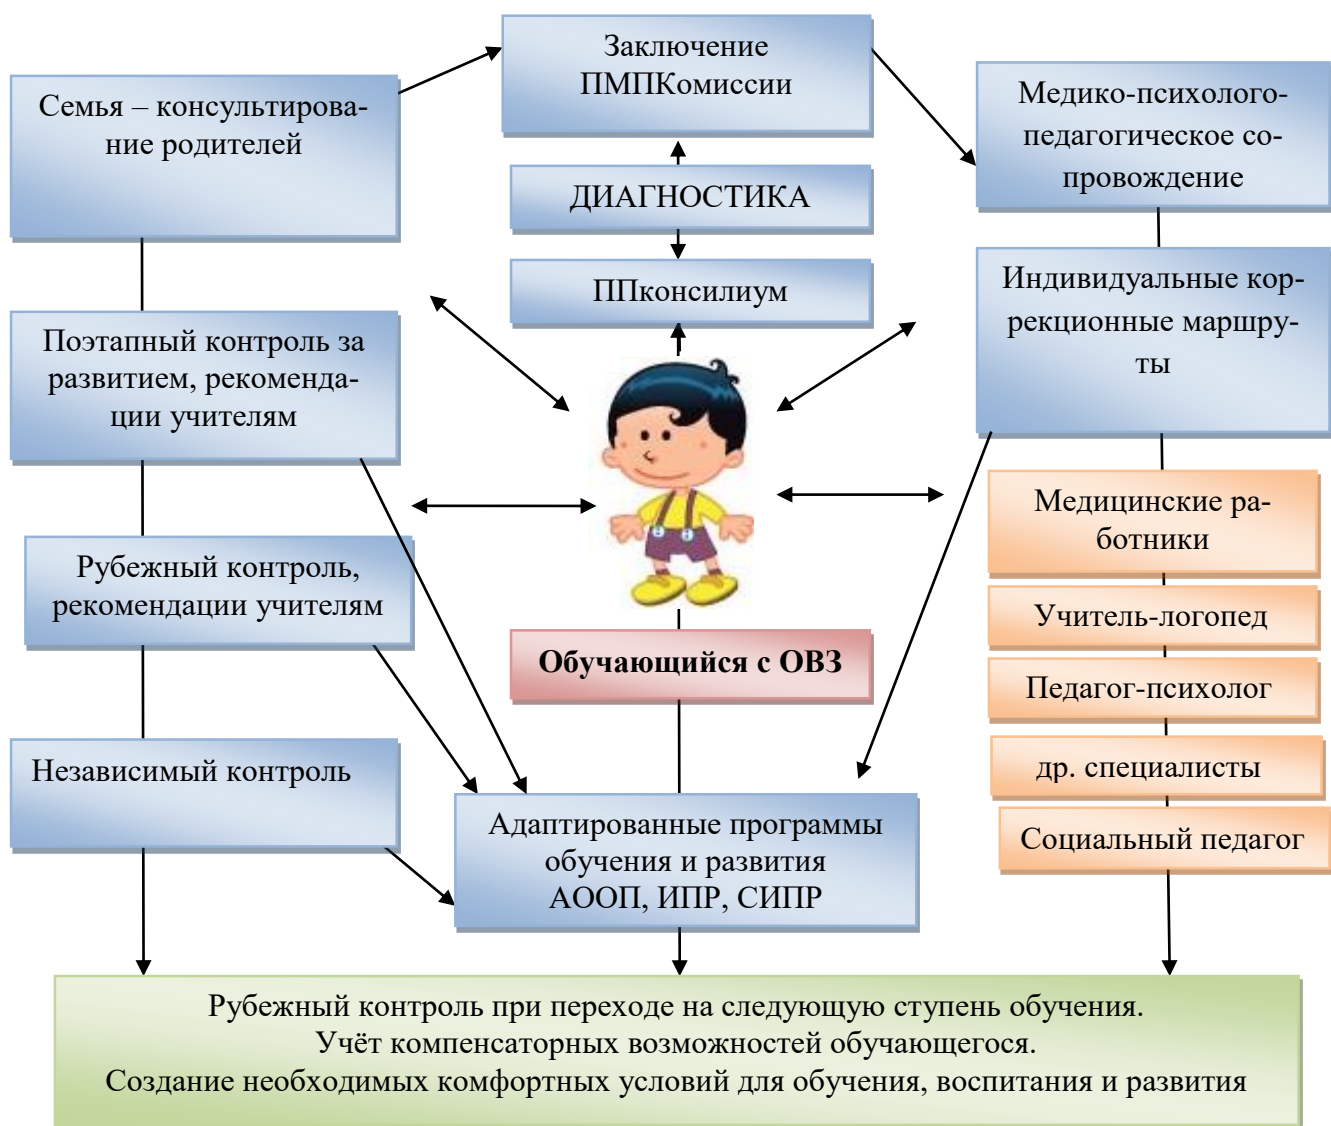 Заключение
ПМПКомиссии
Семья – консультирова-
ние родителей
Медико-психолого-
педагогическое со-
провождение
ДИАГНОСТИКА
ППконсилиум
Индивидуальные кор-
рекционные маршру-
ты
Поэтапный контроль за
развитием, рекоменда-
ции учителям
Медицинские ра-
ботники
Рубежный контроль,
рекомендации учителям
Учитель-логопед
Обучающийся с ОВЗ
Педагог-психолог
Независимый контроль
др. специалисты
Адаптированные программы
обучения и развития
АООП, ИПР, СИПР
Социальный педагог
Рубежный контроль при переходе на следующую ступень обучения.
Учёт компенсаторных возможностей обучающегося.
Создание необходимых комфортных условий для обучения, воспитания и развития